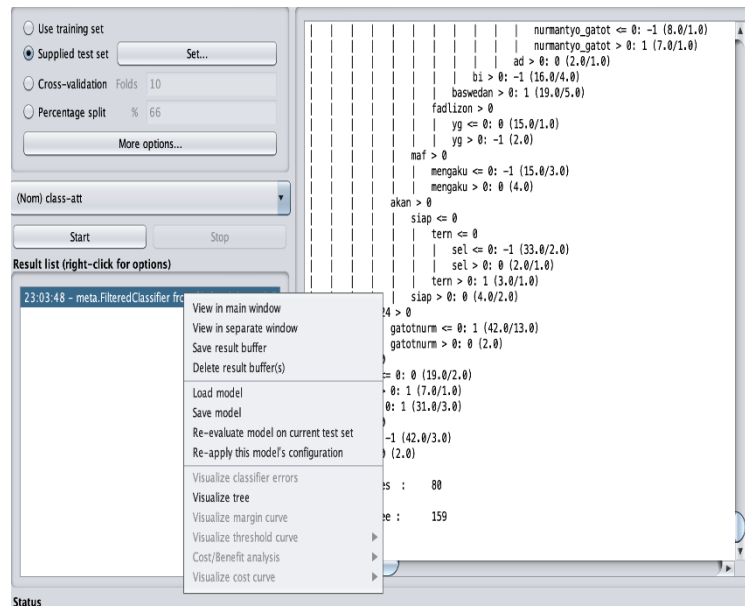 Use training set
Supplied test set Set...
Cross-validation Folds 10
Percentage split % 66
More options...
(Nom) class-att
Start Stop
Result list (right-click for options)
23:03:48 - meta.FilteredClassifier
View in main window
View in separate window
Save result buffer
Delete result buffer(s)
Load model
Save model
Re-evaluate model on current test set
Re-apply this model's configuration
Visualize classifier errors
Visualize tree
Visualize margin curve
Visualize threshold curve
Cost/Benefit analysis
Visualize cost curve
Status
| | | | | | | | | | | nurmantyo_gatot <= 0: -1 (8.0/1.0)
| | | | | | | | | | | nurmantyo_gatot > 0: 1 (7.0/1.0)
| | | | | | | | | | ad > 0: 0 (2.0/1.0)
| | | | | | | | bi > 0: -1 (16.0/4.0)
| | | | | | | baswedan > 0: 1 (19.0/5.0)
| | | | | | fadlizon > 0
| | | | | | | yg <= 0: 0 (15.0/1.0)
| | | | | | | yg > 0: -1 (2.0)
| | | | | maf > 0
| | | | | | mengaku <= 0: -1 (15.0/3.0)
| | | | | | mengaku > 0: 0 (4.0)
| | | | akan > 0
| | | | | siap <= 0
| | | | | | tern <= 0
| | | | | | | sel <= 0: -1 (33.0/2.0)
| | | | | | | sel > 0: 0 (2.0/1.0)
| | | | | | tern > 0: 1 (3.0/1.0)
| siap > 0: 0 (4.0/2.0)
24 > 0
gatotnurm <= 0: 1 (42.0/13.0)
gatotnurm > 0: 0 (2.0)
<= 0: 0 (19.0/2.0)
> 0: 1 (7.0/1.0)
0: 1 (31.0/3.0)
-1 (42.0/3.0)
(2.0)
: 80
: 159